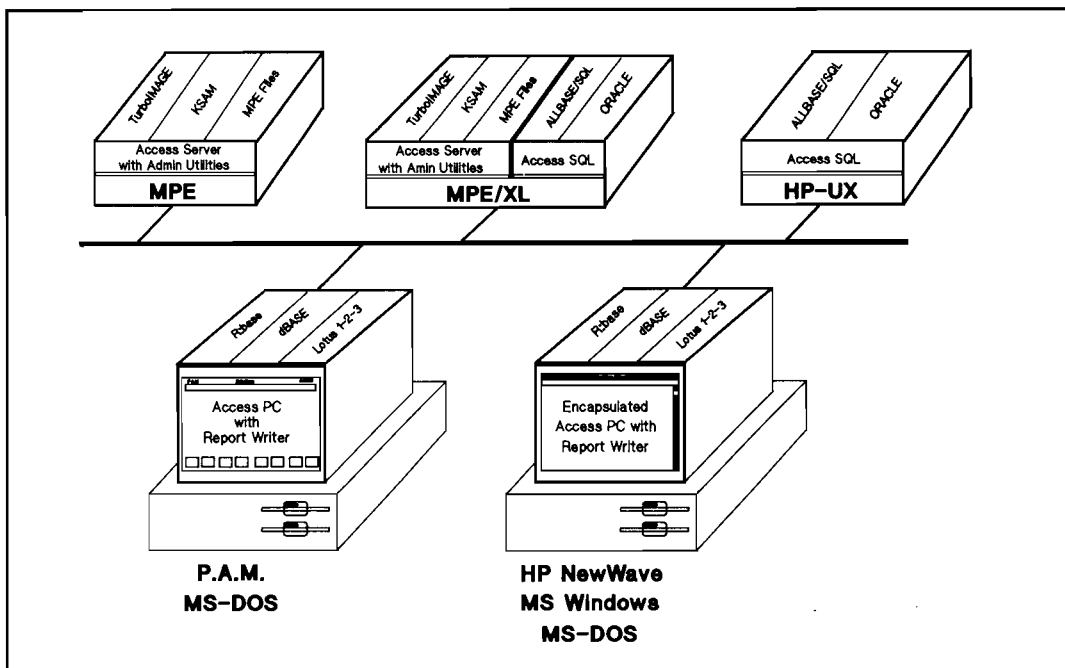 TurboIMAGE
KSAM
MPE Files
Access Server
with Admin Utilities
MPE
TurboIMAGE
KSAM
MPE Files
ALLBASE/SQL
ORACLE
Access Server
with Amin Utilities
Access SQL
MPE/XL
ALLBASE/SQL
ORACLE
Access SQL
HP-UX
R:base
dBASE
Lotus 1-2-3
Access PC
with
Report Writer
P.A.M.
MS-DOS
R:base
dBASE
Lotus 1-2-3
Encapsulated
Access PC with
Report Writer
HP NewWave
MS Windows
MS-DOS